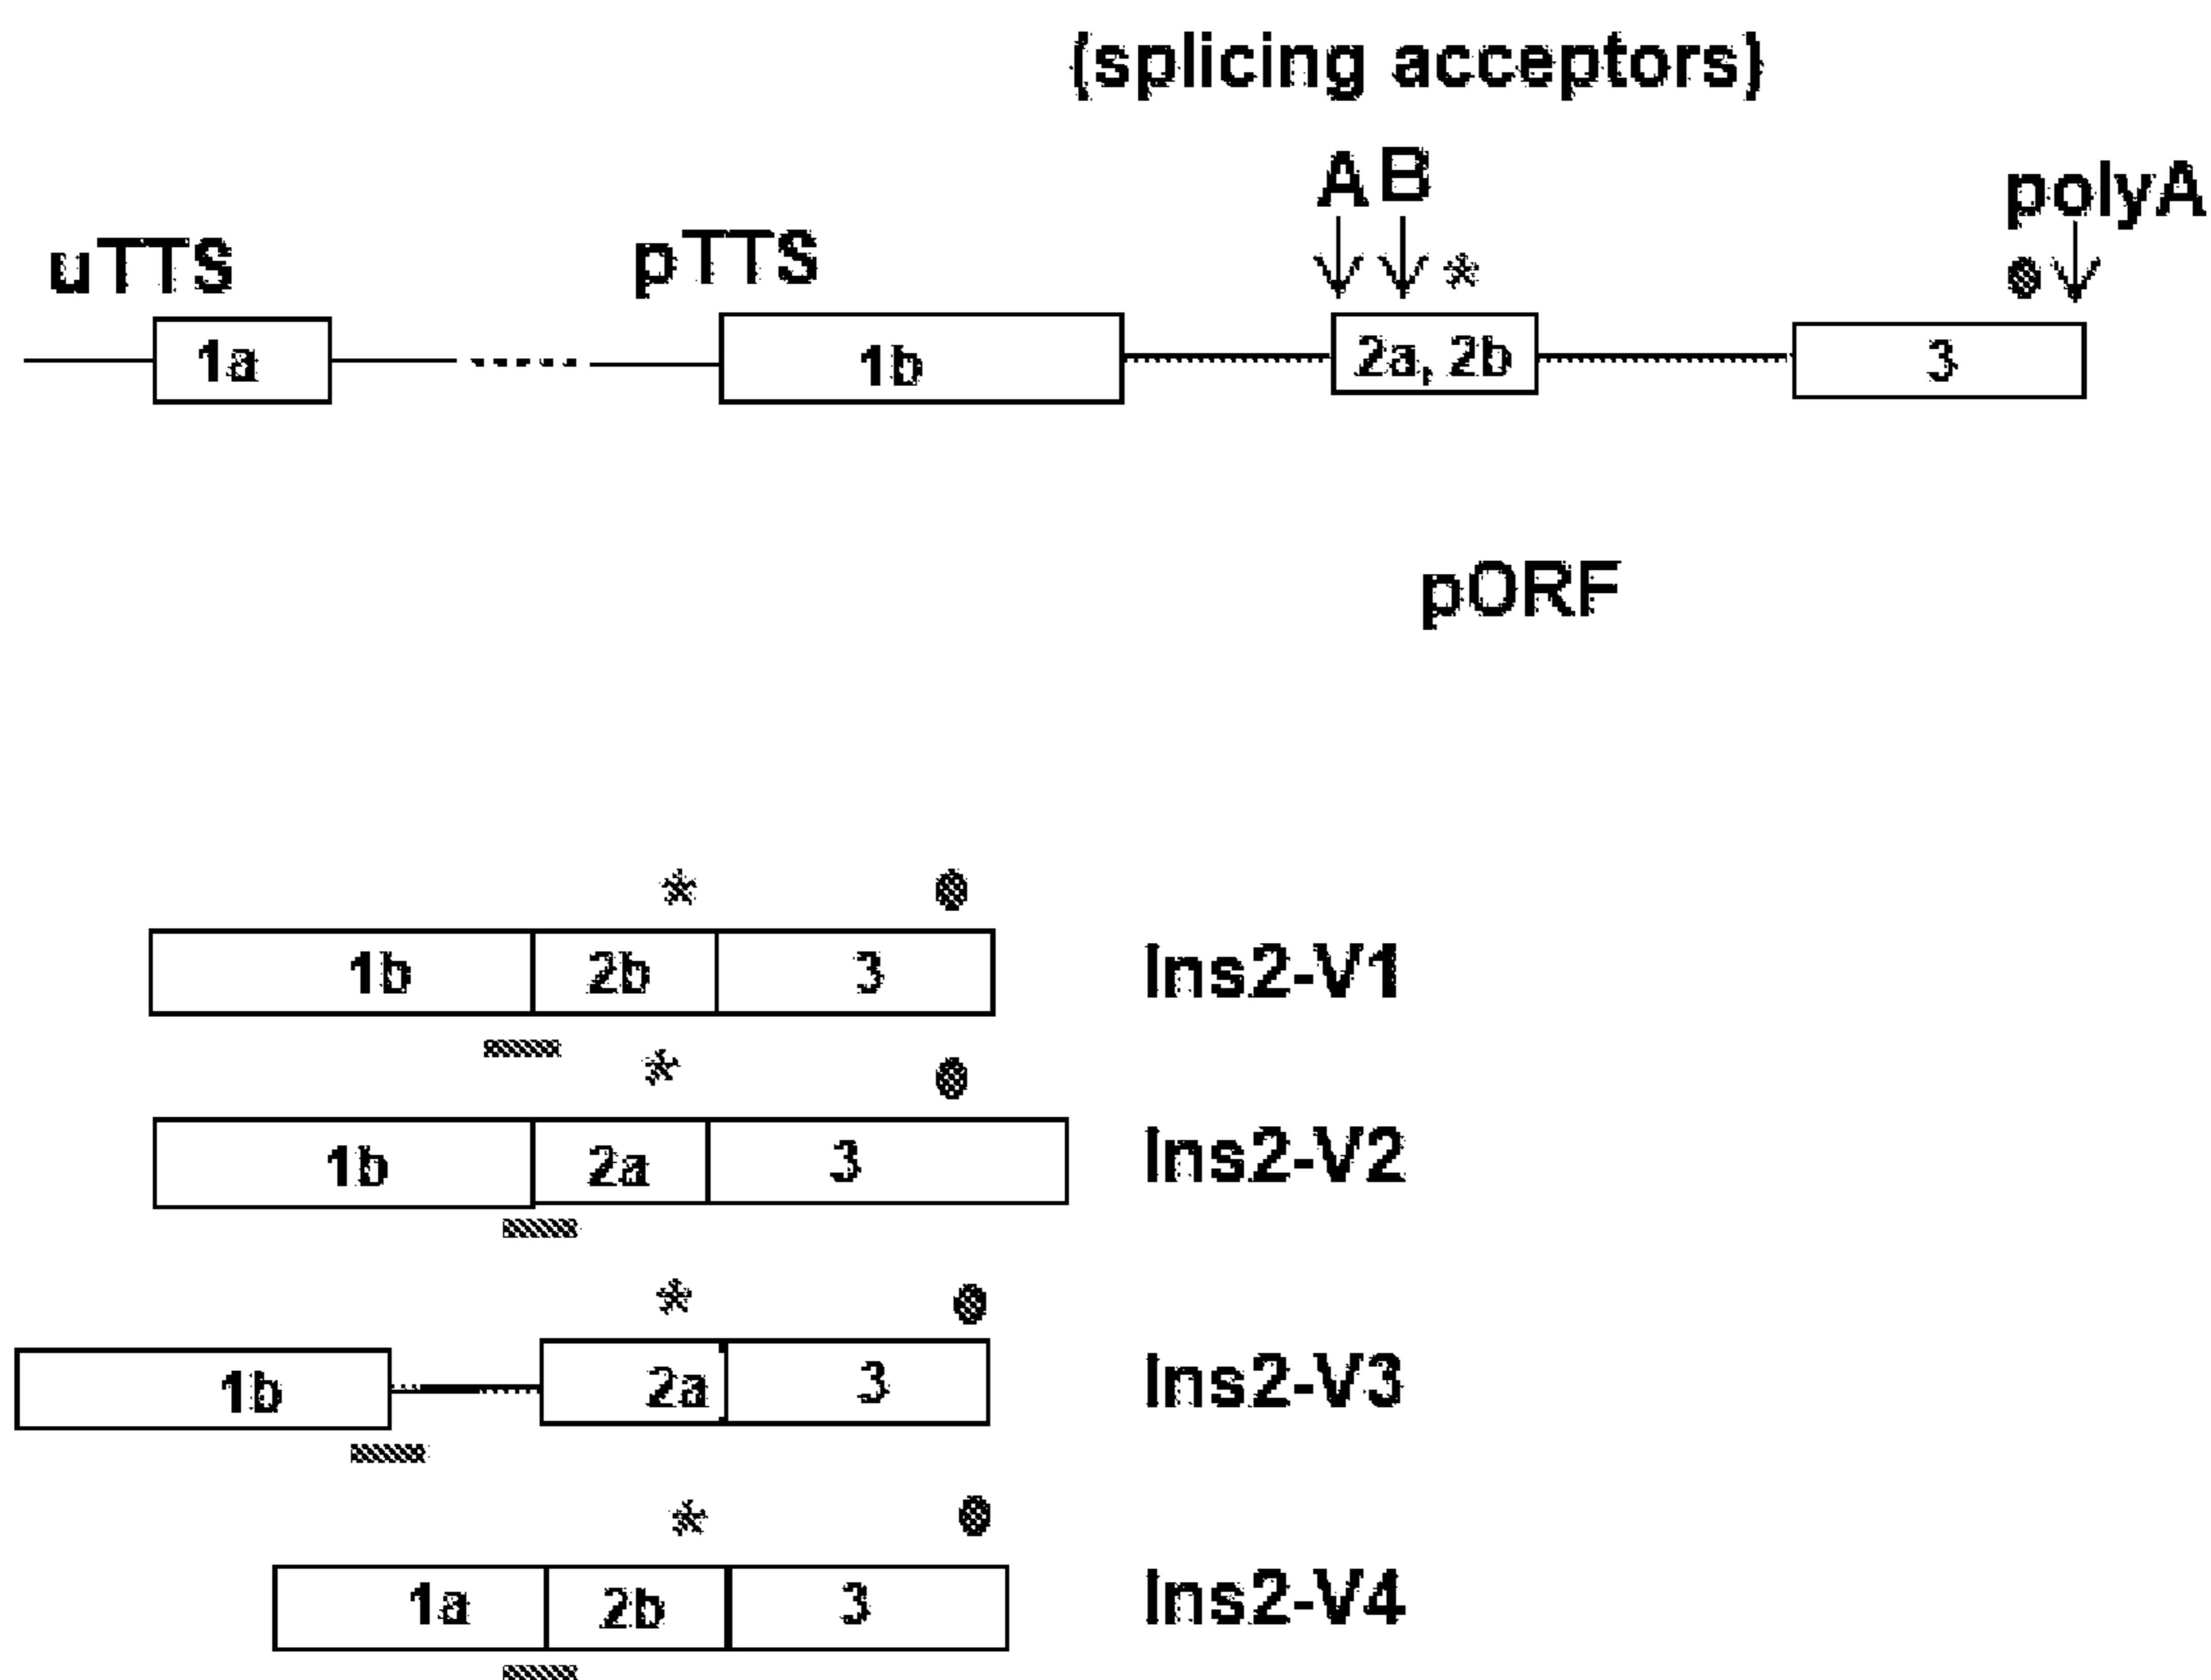 (splicing acceptors)
A B
polyA
uTTS
pTTS
*
1a
1b
2a, 2b
3
pORF
*
1b 2b 3 Ins2-V1
*
1b 2a 3 Ins2-V2
*
1b 2a 3 Ins2-V3
*
1a 2b 3 Ins2-V4